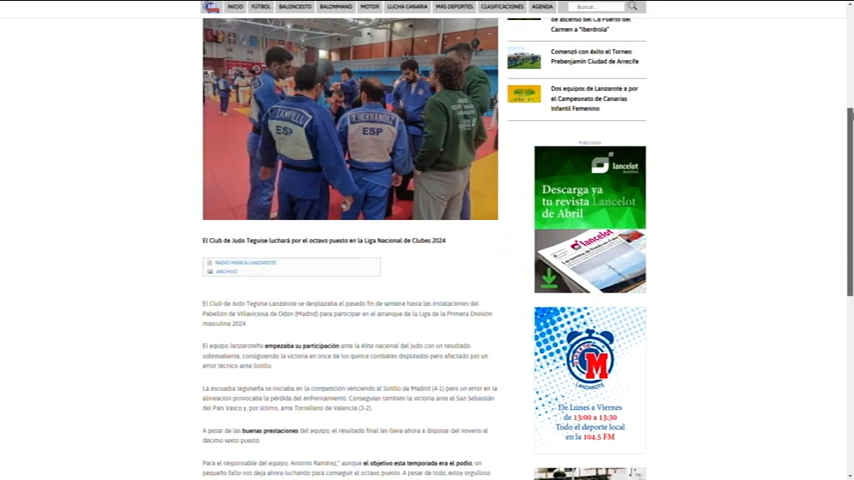 INICIO FÚTBOL BALONCESTO BALONMANO MOTOR LUCHA CANARIA MÁS DEPORTES CLASIFICACIONES AGENDA Buscar...
ESP
T. HERNÁNDEZ
ESP
El Club de Judo Teguise luchará por el octavo puesto en la Liga Nacional de Clubes 2024
RADIO MARCA LANZAROTE
ARCHIVO
El Club de Judo Teguise Lanzarote se desplazaba el pasado fin de semana hasta las instalaciones del
Pabellón de Villaviciosa de Odón (Madrid) para participar en el arranque de la Liga de la Primera División
masculina 2024.
El equipo lanzaroteño empezaba su participación ante la élite nacional del judo con un resultado
sobresaliente, consiguiendo la victoria en once de los quince combates disputados pero afectado por un
error técnico ante Sotillo.
La escuadra teguiseña se iniciaba en la competición venciendo al Sotillo de Madrid (4-1) pero un error en la
alineación provocaba la pérdida del enfrentamiento. Conseguían también la victoria ante el San Sebastián
del País Vasco y, por último, ante Torrellano de Valencia (3-2).
A pesar de las buenas prestaciones del equipo, el resultado final les lleva ahora a disputar del noveno al
décimo sexto puesto.
Para el responsable del equipo, Antonio Ramírez," aunque el objetivo esta temporada era el podio, un
pequeño fallo nos deja ahora luchando para conseguir el octavo puesto. A pesar de todo, estoy orgulloso
de ascenso del CB Puerto del
Carmen a "Iberdrola"
Comenzó con éxito el Torneo
Prebenjamín Ciudad de Arrecife
Dos equipos de Lanzarote a por
el Campeonato de Canarias
Infantil Femenino
PUBLICIDAD
lancelot
Descarga ya
tu revista Lancelot
de Abril
lancelot
M
LANZAROTE
De Lunes a Viernes
de 13:00 a 13:30
Todo el deporte local
en la 104.5 FM